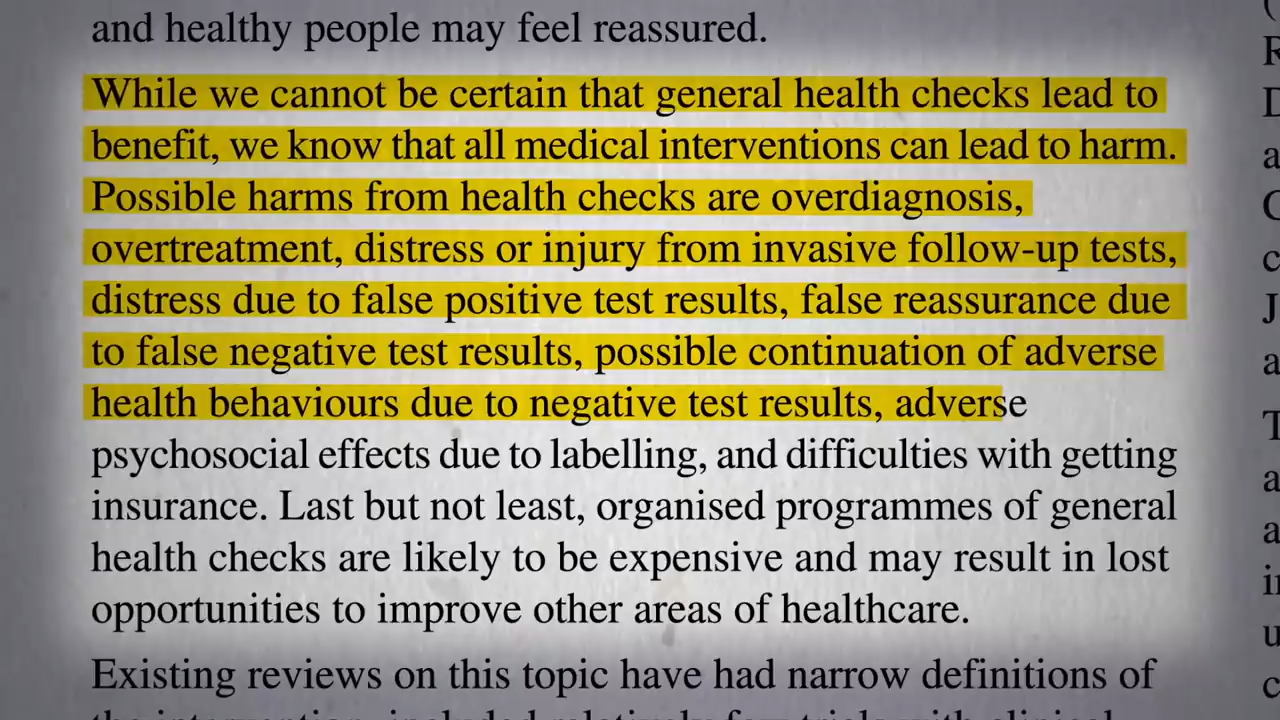 and healthy people may feel reassured.
While we cannot be certain that general health checks lead to
benefit, we know that all medical interventions can lead to harm.
Possible harms from health checks are overdiagnosis,
overtreatment, distress or injury from invasive follow-up tests,
distress due to false positive test results, false reassurance due
to false negative test results, possible continuation of adverse
health behaviours due to negative test results, adverse
psychosocial effects due to labelling, and difficulties with getting
insurance. Last but not least, organised programmes of general
health checks are likely to be expensive and may result in lost
opportunities to improve other areas of healthcare.
Existing reviews on this topic have had narrow definitions of